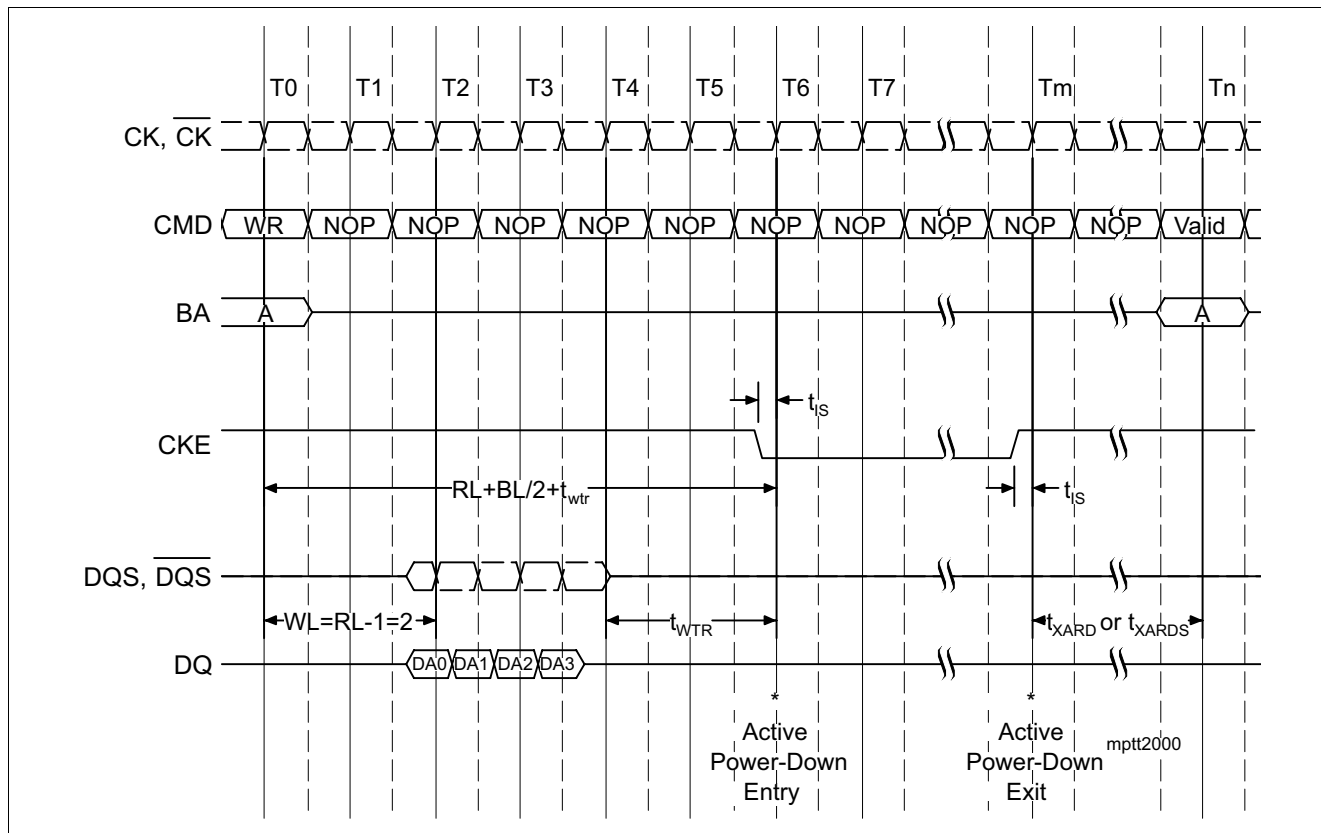 T0 T1 T2 T3 T4 T5 T6 T7 Tm Tn
CK, CK
CMD WR NOP NOP NOP NOP NOP NOP NOP NOP NOP NOP Valid
BA A A
tIS
CKE
RL+BL/2+twtr
tIS
DQS, DQS
WL=RL-1=2
tWTR
tXARD or tXARDS
DQ DA0 DA1 DA2 DA3
* *
Active Power-Down Entry
Active Power-Down Exit
mptt2000